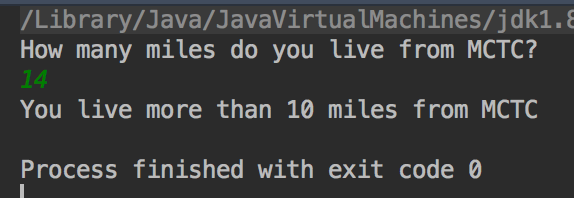 /Library/Java/JavaVirtualMachines/jdk1.8
How many miles do you live from MCTC?
14
You live more than 10 miles from MCTC
Process finished with exit code 0